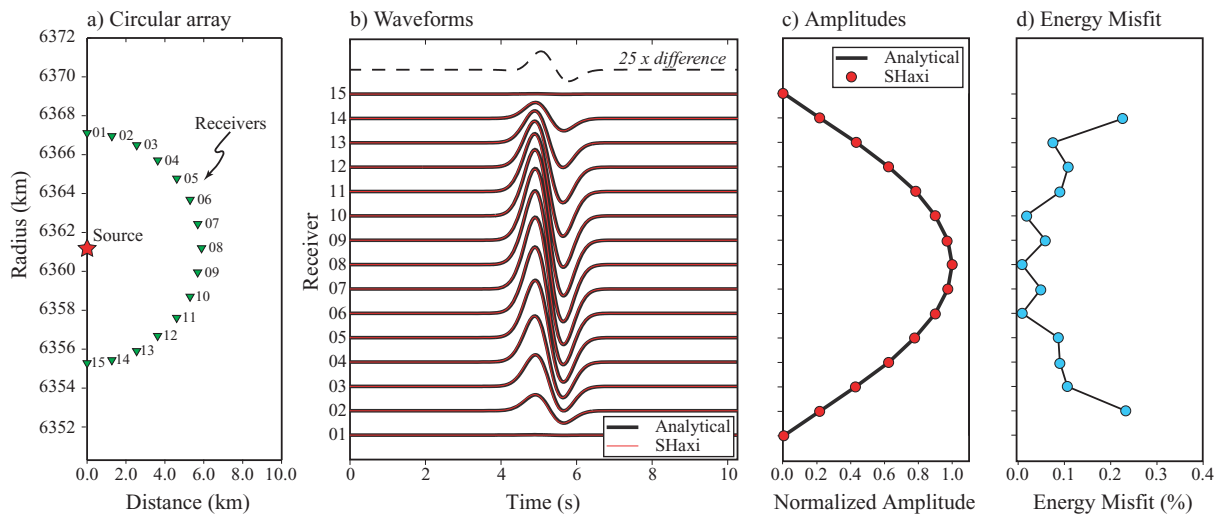 a) Circular array
6372
6370
6368
6366
6364
6362
6360
6358
6356
6354
6352
Radius (km)
01
02
03
04
05
06
07
08
09
10
11
12
13
14
15
Receivers
Source
0.0 2.0 4.0 6.0 8.0 10.0
Distance (km)
b) Waveforms
25 x difference
15
14
13
12
11
10
09
08
07
06
05
04
03
02
01
Receiver
Analytical
SHaxi
0 2 4 6 8 10
Time (s)
c) Amplitudes
Analytical
SHaxi
0.0 0.2 0.4 0.6 0.8 1.0
Normalized Amplitude
d) Energy Misfit
0.0 0.1 0.2 0.3 0.4
Energy Misfit (%)